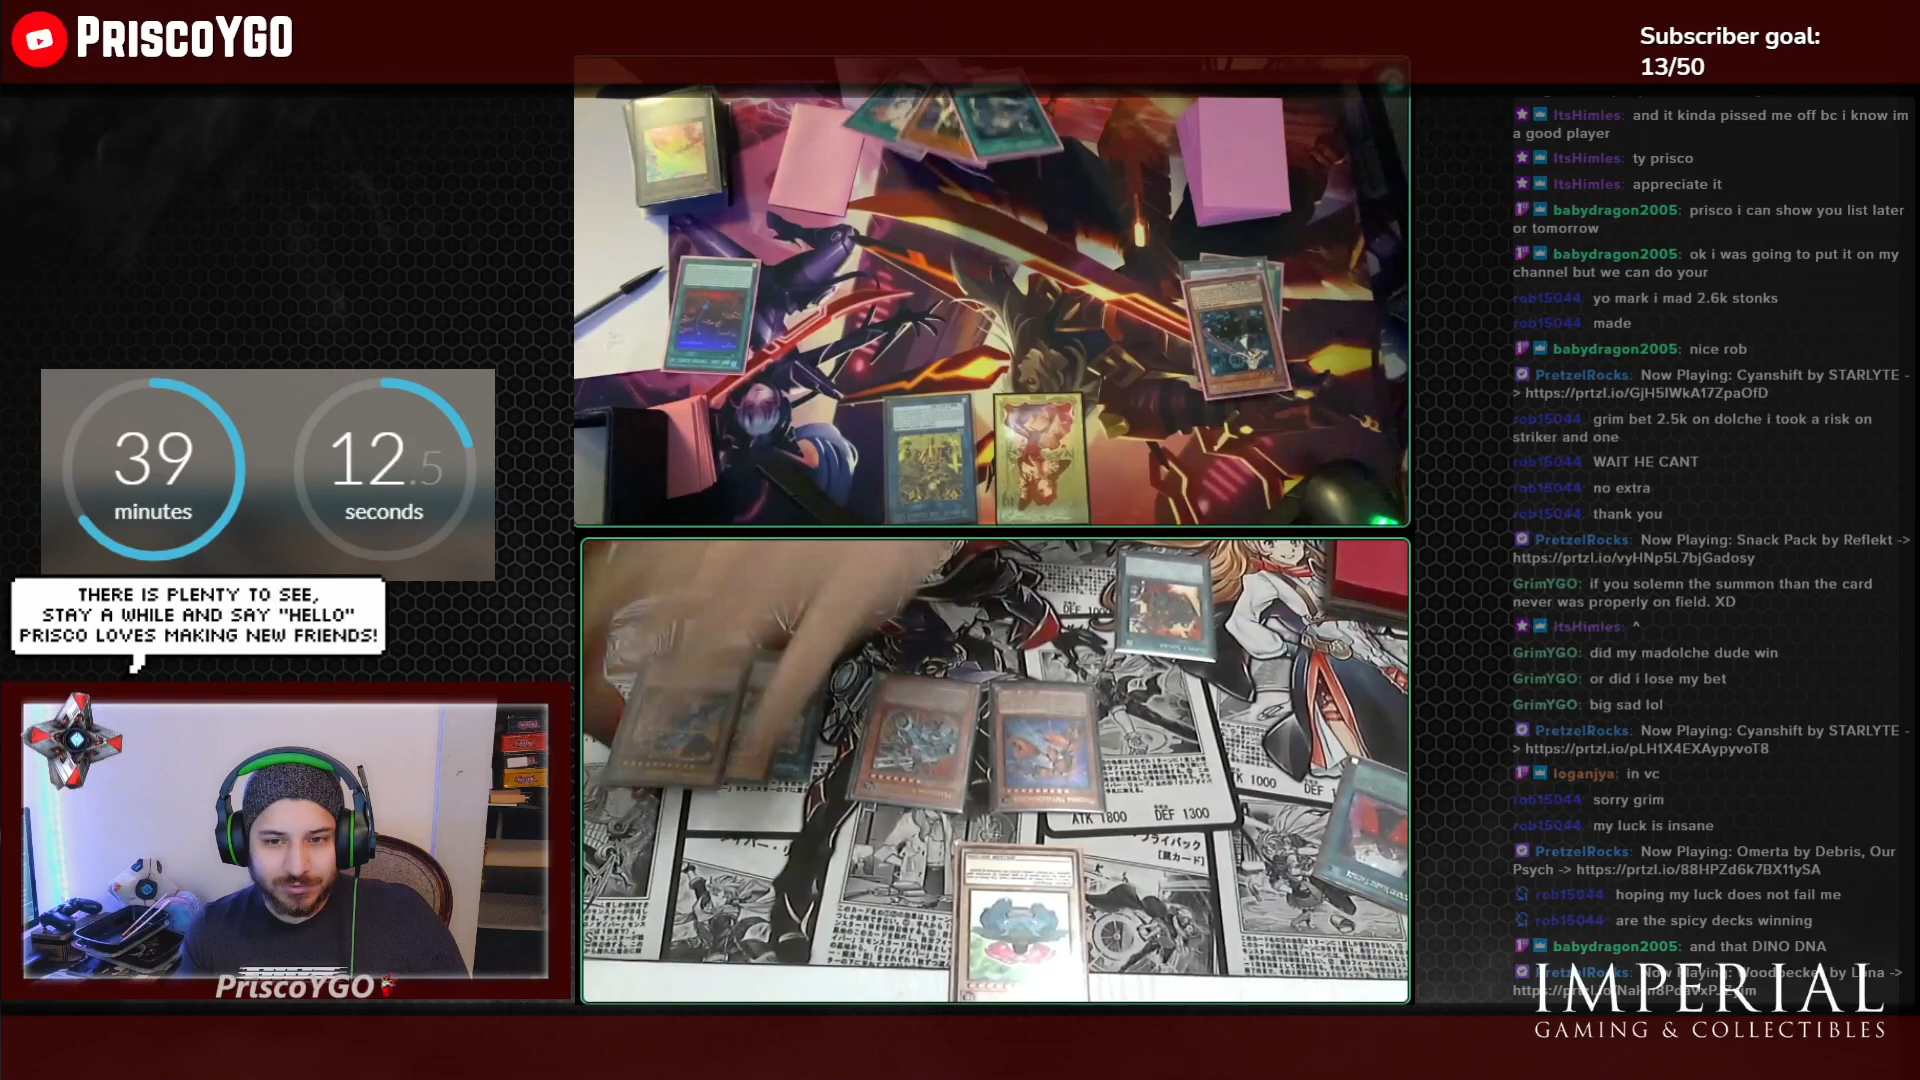 PRISCOYGO
Subscriber goal:
13/50
ItsHimles: and it kinda pissed me off bc i know im
a good player
ItsHimles: ty prisco
ItsHimles: appreciate it
babydragon2005: prisco i can show you list later
or tomorrow
babydragon2005: ok i was going to put it on my
channel but we can do your
rob15044 yo mark i mad 2.6k stonks
rob15044 made
babydragon2005: nice rob
PretzelRocks: Now Playing: Cyanshift by STARLYTE -
> https://prtzl.io/GjH5lWkA17ZpaOfD
rob15044 grim bet 2.5k on dolche i took a risk on
striker and one
rob15044 WAIT HE CANT
rob15044 no extra
rob15044 thank you
PretzelRocks: Now Playing: Snack Pack by Reflekt ->
https://prtzl.io/vyHNp5L7bjGadosy
GrimYGO: if you solemn the summon than the card
never was properly on field. XD
ItsHimles: ^
GrimYGO: did my madolche dude win
GrimYGO: or did i lose my bet
GrimYGO: big sad lol
PretzelRocks: Now Playing: Cyanshift by STARLYTE -
> https://prtzl.io/pLH1X4EXAypyvoT8
loganjya: in vc
rob15044 sorry grim
rob15044 my luck is insane
PretzelRocks: Now Playing: Omerta by Debris, Our
Psych -> https://prtzl.io/88HPZd6k7BX11ySA
rob15044 hoping my luck does not fail me
rob15044 are the spicy decks winning
babydragon2005: and that DINO DNA
PretzelRocks: Now Playing: Woodpecker by Lena ->
IMPERIAL
GAMING & COLLECTIBLES
39
minutes
12.5
seconds
THERE IS PLENTY TO SEE,
STAY A WHILE AND SAY "HELLO"
PRISCO LOVES MAKING NEW FRIENDS!
PriscoYGO
ATK 1800 DEF 1300
ATK 1000
[罠カード]